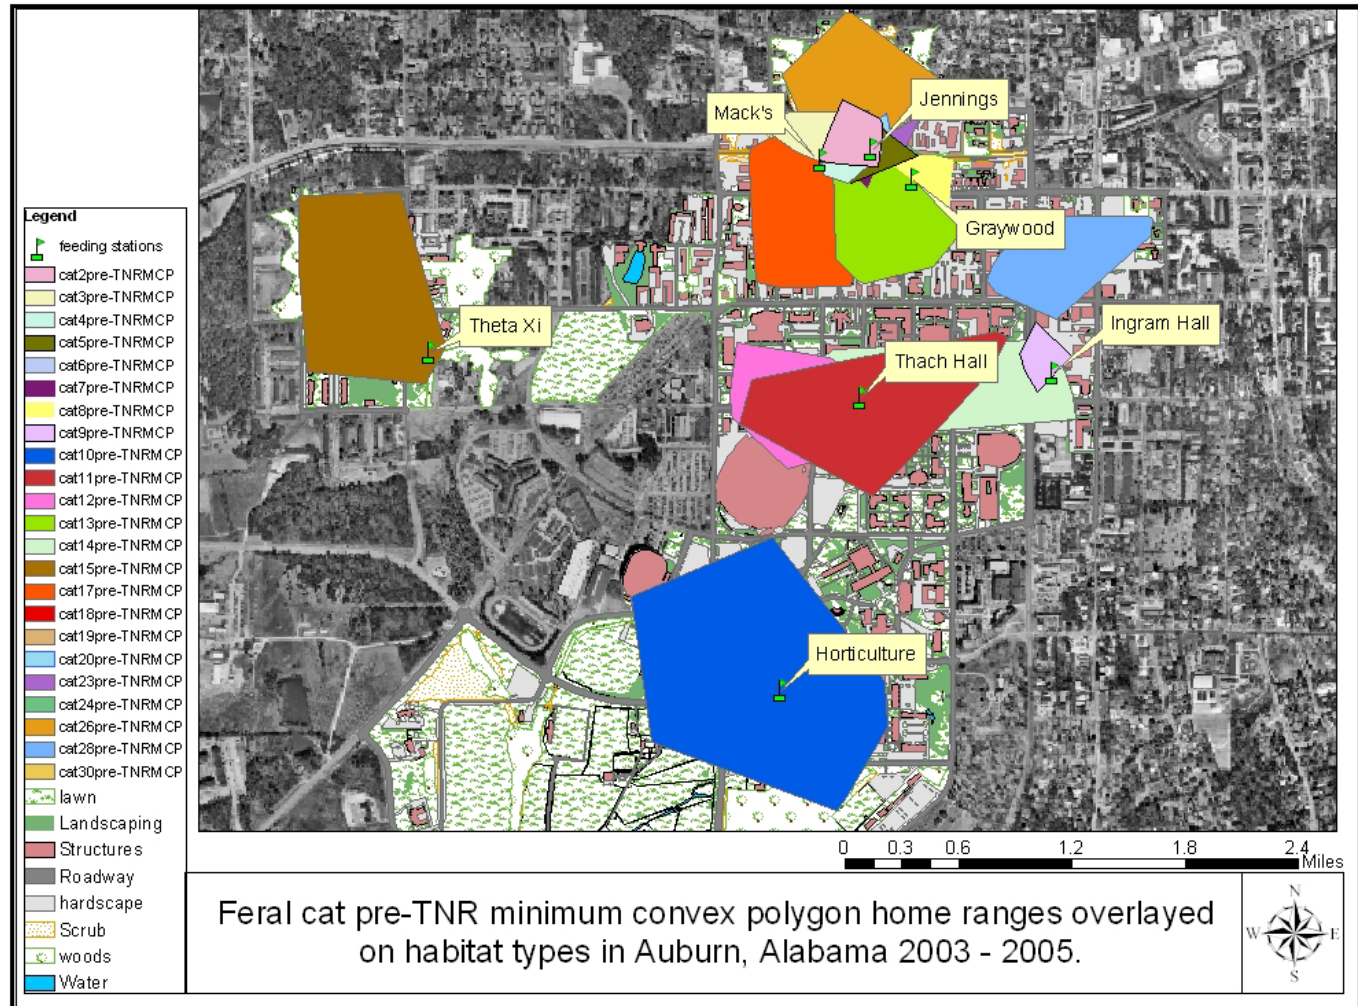 Mack's
Jennings
Graywood
Ingram Hall
Theta Xi
Thach Hall
Horticulture
Legend
feeding stations
cat2pre-TNRMCP
cat3pre-TNRMCP
cat4pre-TNRMCP
cat5pre-TNRMCP
cat6pre-TNRMCP
cat7pre-TNRMCP
cat8pre-TNRMCP
cat9pre-TNRMCP
cat10pre-TNRMCP
cat11pre-TNRMCP
cat12pre-TNRMCP
cat13pre-TNRMCP
cat14pre-TNRMCP
cat15pre-TNRMCP
cat17pre-TNRMCP
cat18pre-TNRMCP
cat19pre-TNRMCP
cat20pre-TNRMCP
cat23pre-TNRMCP
cat24pre-TNRMCP
cat26pre-TNRMCP
cat28pre-TNRMCP
cat30pre-TNRMCP
lawn
Landscaping
Structures
Roadway
hardscape
Scrub
woods
Water
0 0.3 0.6 1.2 1.8 2.4
Miles
Feral cat pre-TNR minimum convex polygon home ranges overlayed
on habitat types in Auburn, Alabama 2003 - 2005.
N
W E
S